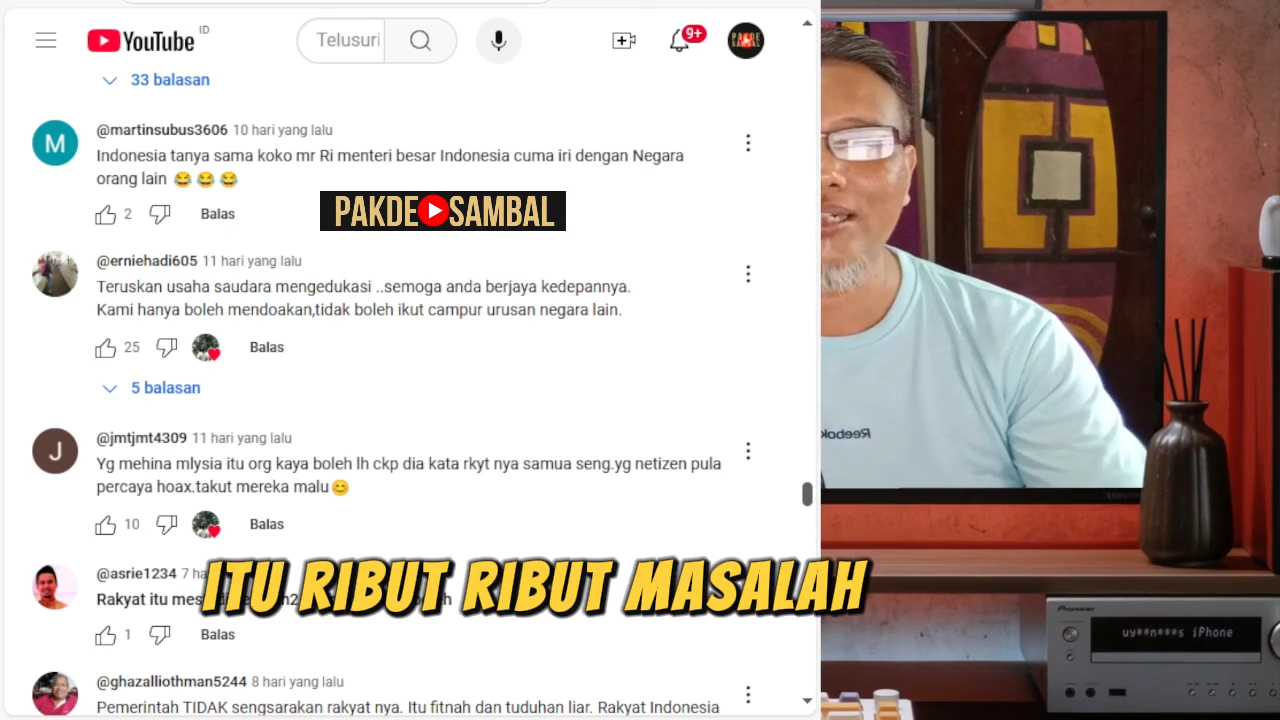 YouTube ID
Telusuri
9+
33 balasan
M
@martinsubus3606 10 hari yang lalu
Indonesia tanya sama koko mr Ri menteri besar Indonesia cuma iri dengan Negara
orang lain 😂 😂 😂
2 Balas
PAKDE SAMBAL
@erniehadi605 11 hari yang lalu
Teruskan usaha saudara mengedukasi ..semoga anda berjaya kedepannya.
Kami hanya boleh mendoakan,tidak boleh ikut campur urusan negara lain.
25 Balas
5 balasan
J
@jmtjmt4309 11 hari yang lalu
Yg mehina mlysia itu org kaya boleh lh ckp dia kata rkyt nya samua seng.yg netizen pula
percaya hoax.takut mereka malu😊
10 Balas
@asrie1234 7 ha
Rakyat itu mes
ITU RIBUT RIBUT MASALAH
1 Balas
@ghazalliothman5244 8 hari yang lalu
Pemerintah TIDAK sengsarakan rakyat nya. Itu fitnah dan tuduhan liar. Rakyat Indonesia
Reebok
SAMSUNG
Pioneer
uy**n***s iPhone